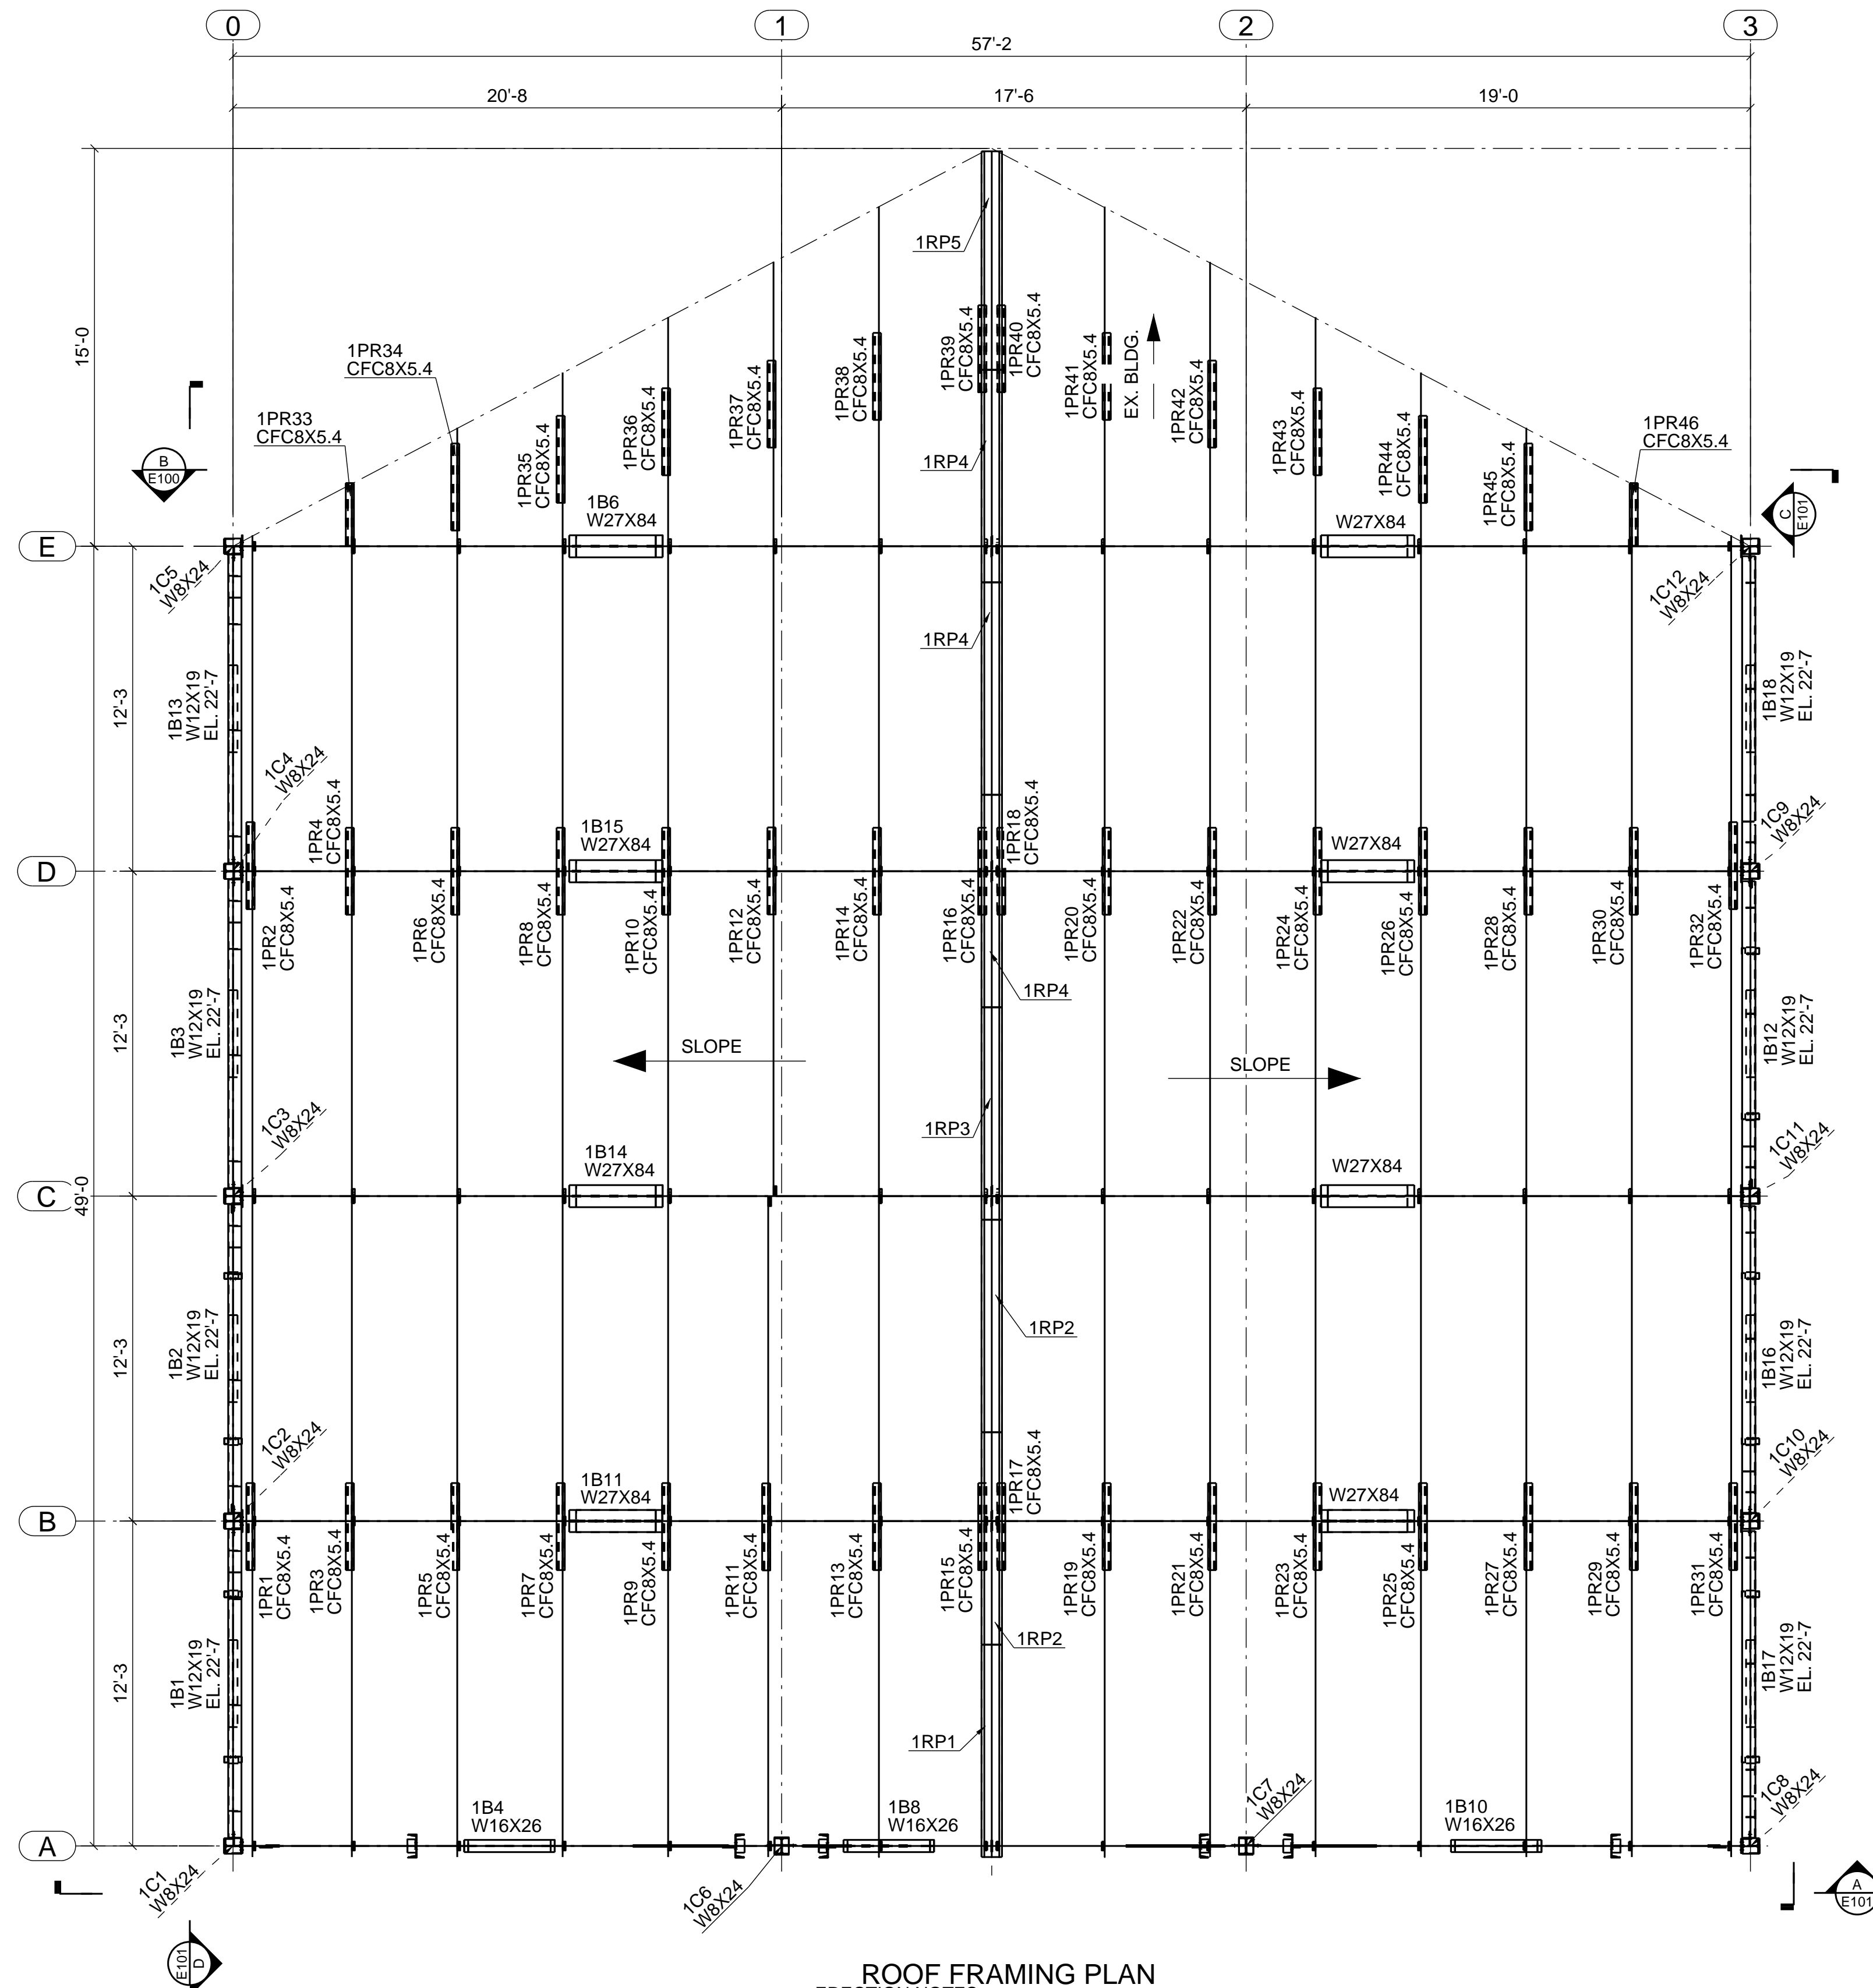 0
1
2
3
57'-2
20'-8
17'-6
19'-0
15'-0
1RP5
1PR39
CFC8X5.4
1PR40
CFC8X5.4
1PR34
CFC8X5.4
1PR33
CFC8X5.4
1PR35
CFC8X5.4
1PR36
CFC8X5.4
1PR37
CFC8X5.4
1PR38
CFC8X5.4
1PR41
CFC8X5.4
EX. BLDG.
1PR42
CFC8X5.4
1PR43
CFC8X5.4
1PR44
CFC8X5.4
1PR45
CFC8X5.4
1PR46
CFC8X5.4
1RP4
B
E100
C
E101
1B6
W27X84
W27X84
E
1C5
W8X24
1C12
W8X24
1RP4
12'-3
1B13
W12X19
EL. 22'-7
1B18
W12X19
EL. 22'-7
1C4
W8X24
1PR4
CFC8X5.4
1B15
W27X84
1PR18
CFC8X5.4
W27X84
1C9
W8X24
D
1PR2
CFC8X5.4
1PR6
CFC8X5.4
1PR8
CFC8X5.4
1PR10
CFC8X5.4
1PR12
CFC8X5.4
1PR14
CFC8X5.4
1PR16
CFC8X5.4
1PR20
CFC8X5.4
1PR22
CFC8X5.4
1PR24
CFC8X5.4
1PR26
CFC8X5.4
1PR28
CFC8X5.4
1PR30
CFC8X5.4
1PR32
CFC8X5.4
1RP4
12'-3
1B3
W12X19
EL. 22'-7
SLOPE
SLOPE
1B12
W12X19
EL. 22'-7
1RP3
1C3
W8X24
1C11
W8X24
1B14
W27X84
W27X84
C
49'-0
12'-3
1B2
W12X19
EL. 22'-7
1RP2
1B16
W12X19
EL. 22'-7
1C2
W8X24
1C10
W8X24
1B11
W27X84
1PR17
CFC8X5.4
W27X84
B
1PR1
CFC8X5.4
1PR3
CFC8X5.4
1PR5
CFC8X5.4
1PR7
CFC8X5.4
1PR9
CFC8X5.4
1PR11
CFC8X5.4
1PR13
CFC8X5.4
1PR15
CFC8X5.4
1PR19
CFC8X5.4
1PR21
CFC8X5.4
1PR23
CFC8X5.4
1PR25
CFC8X5.4
1PR27
CFC8X5.4
1PR29
CFC8X5.4
1PR31
CFC8X5.4
1RP2
12'-3
1B1
W12X19
EL. 22'-7
1B17
W12X19
EL. 22'-7
1RP1
1B4
W16X26
1B8
W16X26
1C7
W8X24
1B10
W16X26
1C8
W8X24
A
1C1
W8X24
1C6
W8X24
A
E101
D
E101
ROOF FRAMING PLAN